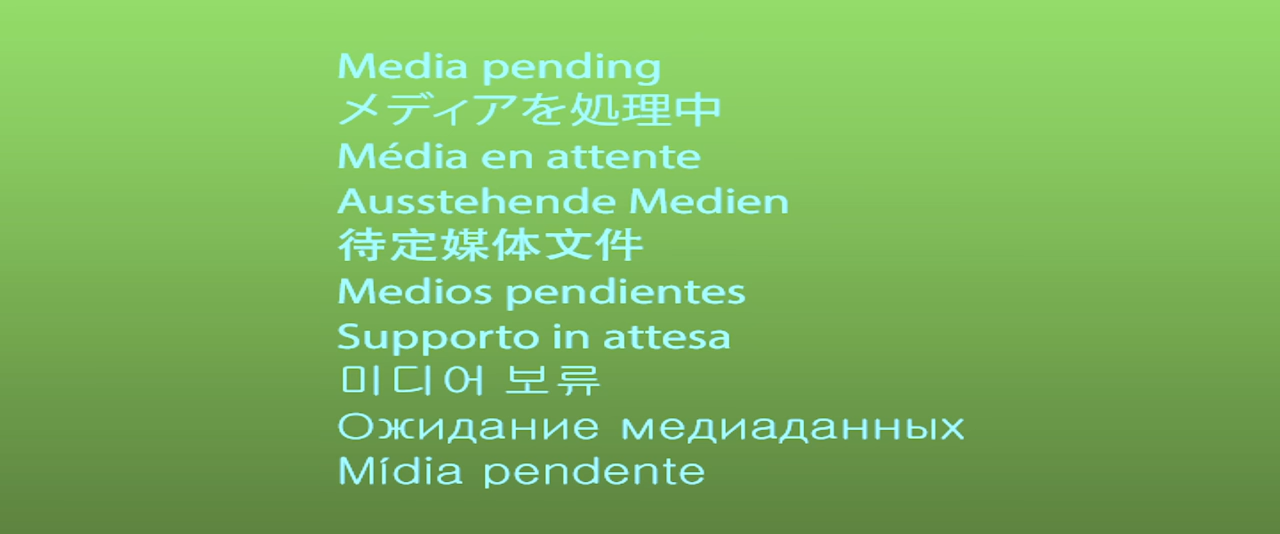 Media pending
メディアを処理中
Média en attente
Ausstehende Medien
待定媒体文件
Medios pendientes
Supporto in attesa
미디어 보류
Ожидание медиаданных
Mídia pendente